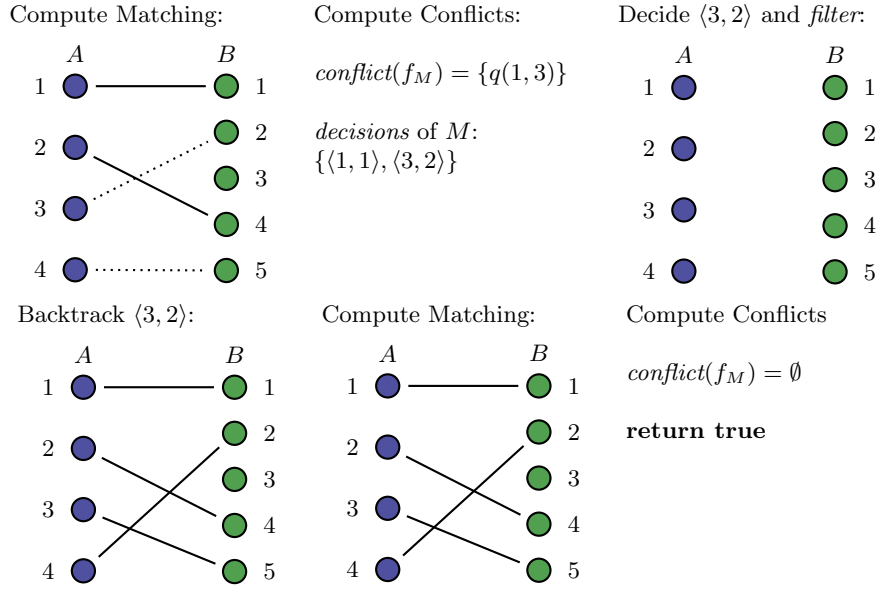 Compute Matching:
A B
1 1
2 2
3 3
4 4
5
Compute Conflicts:
conflict(f_M) = {q(1, 3)}
decisions of M:
{⟨1, 1⟩, ⟨3, 2⟩}
Decide ⟨3, 2⟩ and filter:
A B
1 1
2 2
3 3
4 4
5
Backtrack ⟨3, 2⟩:
A B
1 1
2 2
3 3
4 4
5
Compute Matching:
A B
1 1
2 2
3 3
4 4
5
Compute Conflicts
conflict(f_M) = ∅
return true